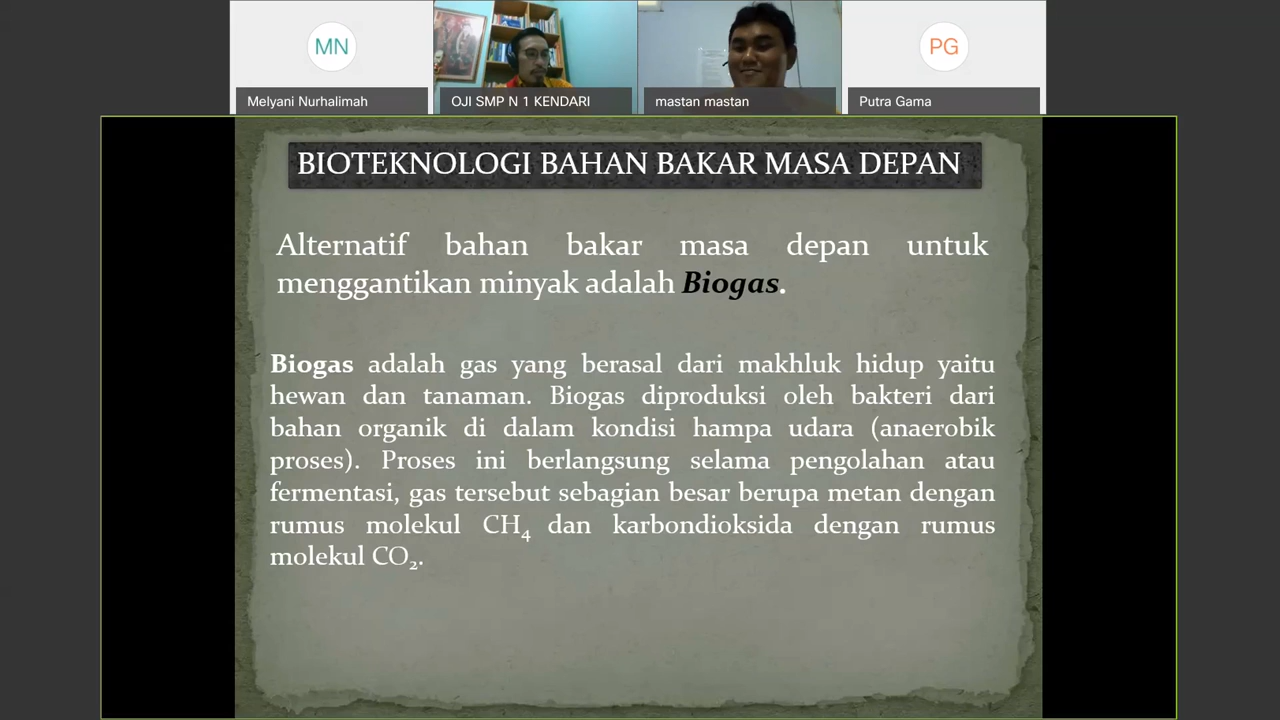 MN
PG
Melyani Nurhalimah
OJI SMP N 1 KENDARI
mastan mastan
Putra Gama
BIOTEKNOLOGI BAHAN BAKAR MASA DEPAN
Alternatif bahan bakar masa depan untuk
menggantikan minyak adalah Biogas.
Biogas adalah gas yang berasal dari makhluk hidup yaitu
hewan dan tanaman. Biogas diproduksi oleh bakteri dari
bahan organik di dalam kondisi hampa udara (anaerobik
proses). Proses ini berlangsung selama pengolahan atau
fermentasi, gas tersebut sebagian besar berupa metan dengan
rumus molekul CH₄ dan karbondioksida dengan rumus
molekul CO₂.